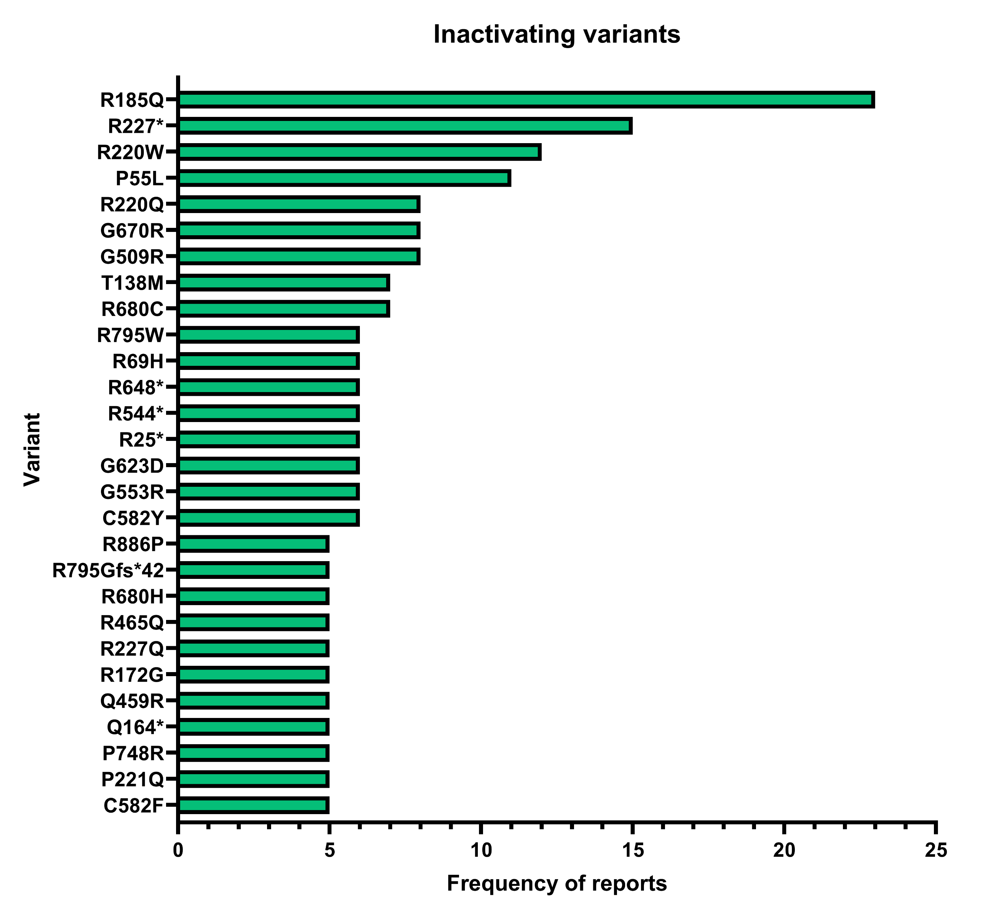 Inactivating variants
R185Q
R227*
R220W
P55L
R220Q
G670R
G509R
T138M
R680C
R795W
R69H
R648*
R544*
R25*
G623D
G553R
C582Y
R886P
R795Gfs*42
R680H
R465Q
R227Q
R172G
Q459R
Q164*
P748R
P221Q
C582F
Variant
0 5 10 15 20 25
Frequency of reports